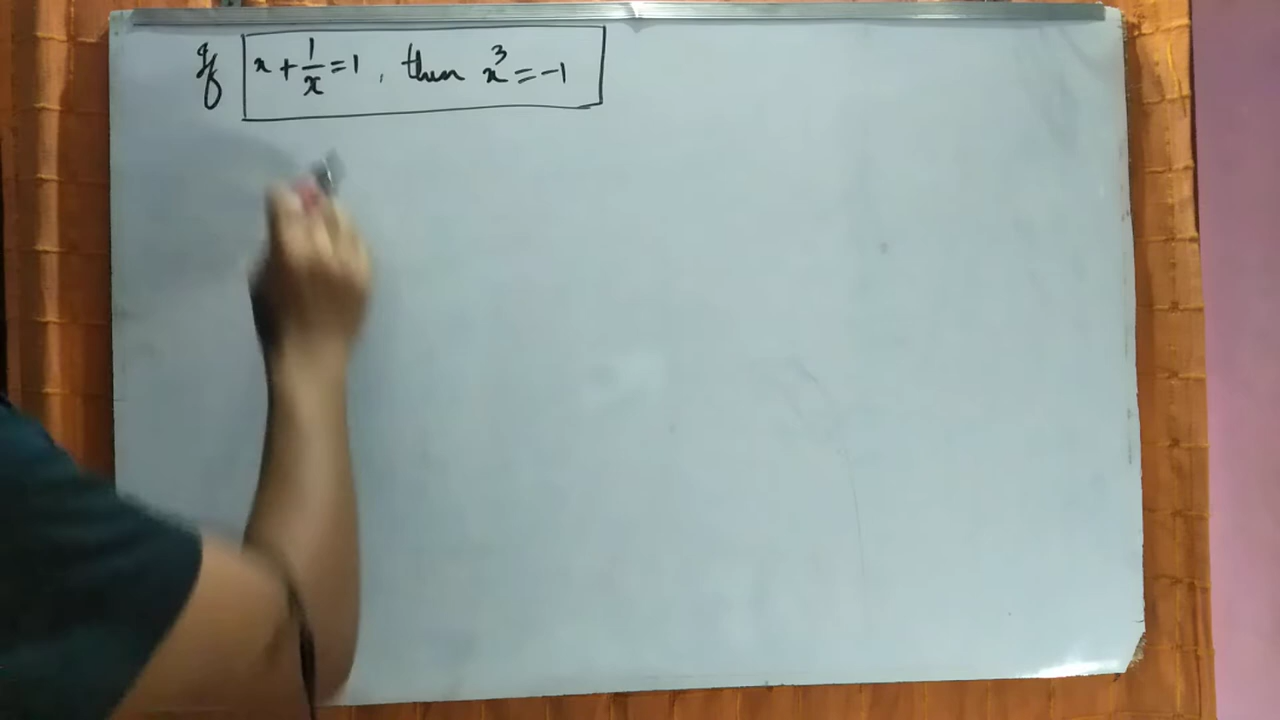 If x + 1/x = 1, then x³ = -1